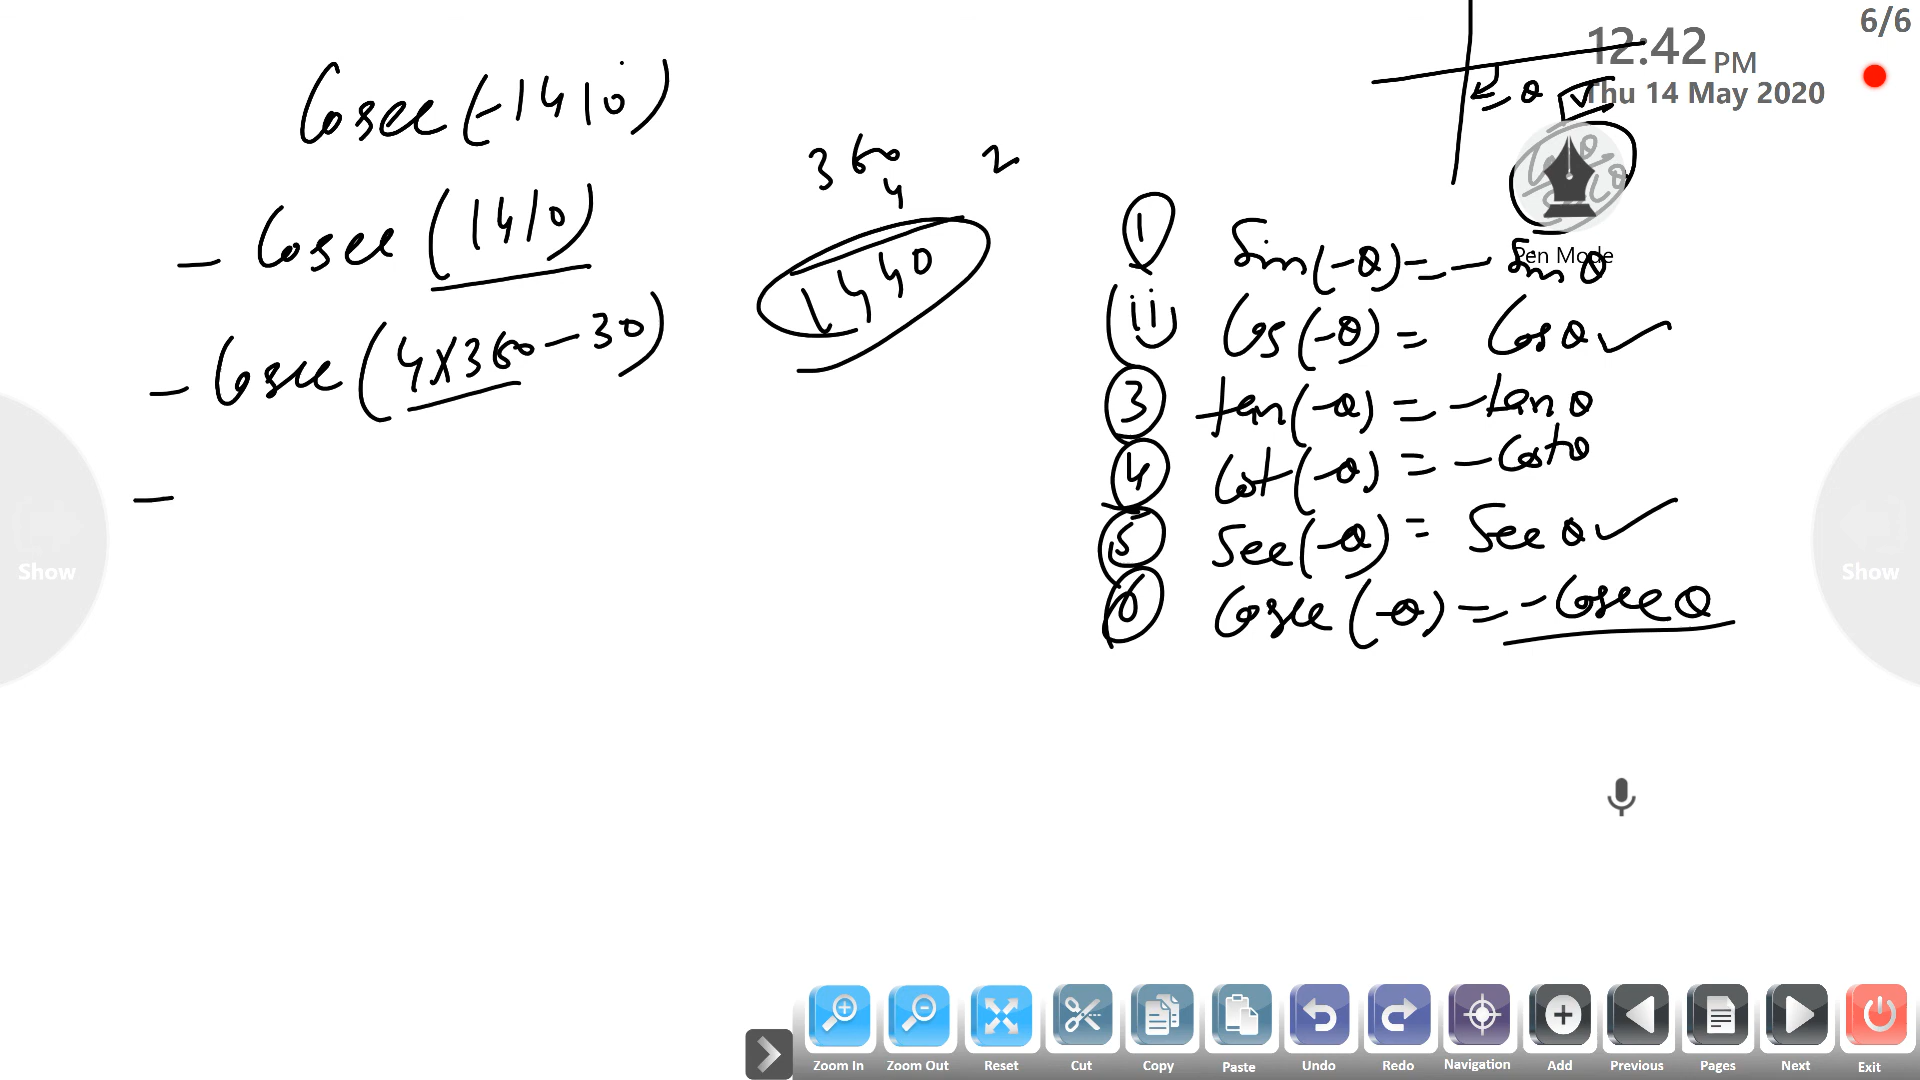 6/6
12:42 PM
Thu 14 May 2020
θ
Pen Mode
Cosec (-1410)
- Cosec (1410)
- Cosec (4x360-30)
-
360 2
4
1440
1 Sin(-θ) = - Sin θ
ii Cos (-θ) = Cos θ ✓
3 tan(-θ) = - tan θ
4 Cot (-θ) = - Cot θ
5 Sec (-θ) = Sec θ ✓
6 Cosec (-θ) = - Cosec θ
Show
Show
Zoom In Zoom Out Reset Cut Copy Paste Undo Redo Navigation Add Previous Pages Next Exit